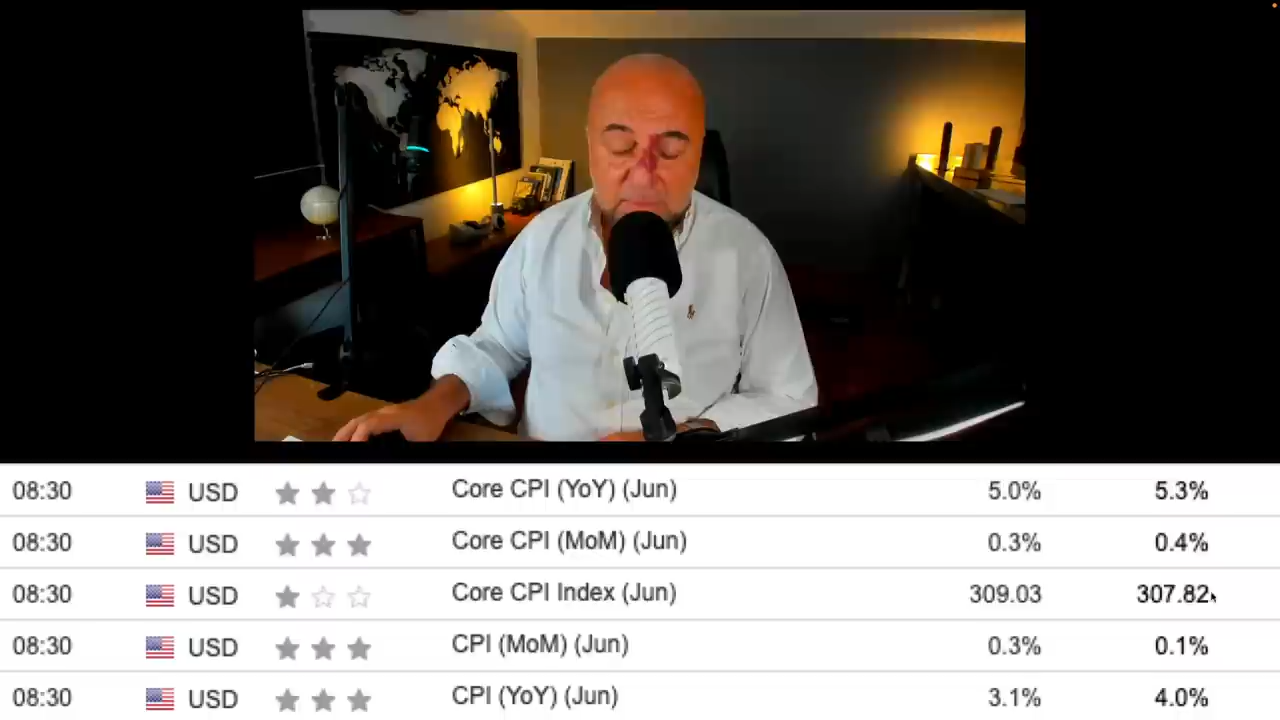 08:30 USD Core CPI (YoY) (Jun) 5.0% 5.3%
08:30 USD Core CPI (MoM) (Jun) 0.3% 0.4%
08:30 USD Core CPI Index (Jun) 309.03 307.82
08:30 USD CPI (MoM) (Jun) 0.3% 0.1%
08:30 USD CPI (YoY) (Jun) 3.1% 4.0%